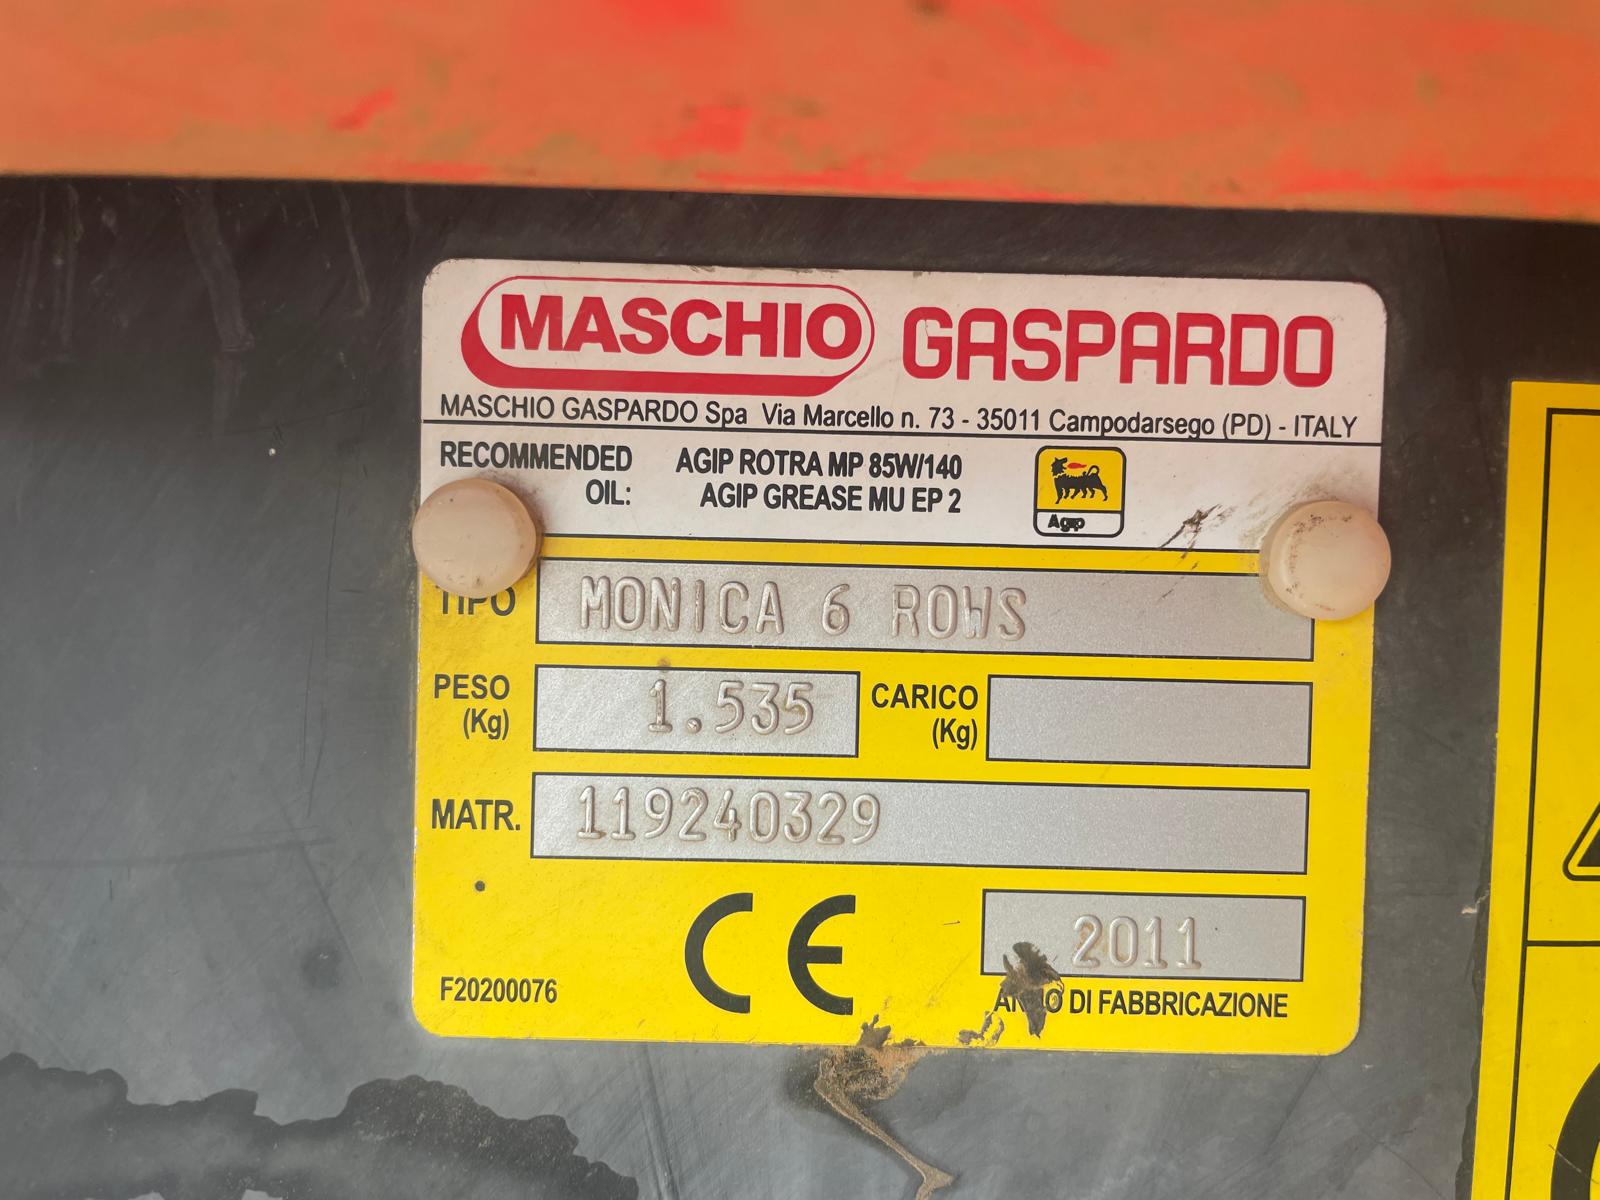 MASCHIO GASPARDO
MASCHIO GASPARDO Spa Via Marcello n. 73 - 35011 Campodarsego (PD) - ITALY
RECOMMENDED OIL: AGIP ROTRA MP 85W/140
AGIP GREASE MU EP 2
Agip
TIPO MONICA 6 ROWS
PESO (Kg) 1.535 CARICO (Kg)
MATR. 119240329
CE 2011
F20200076 ANNO DI FABBRICAZIONE